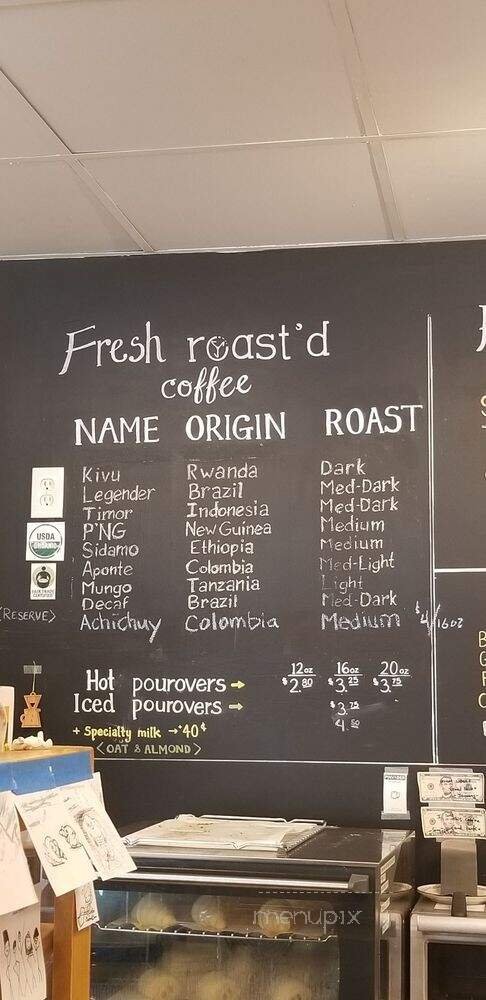 Fresh roast'd
coffee
NAME ORIGIN ROAST
Kivu Rwanda Dark
Legender Brazil Med-Dark
Timor Indonesia Med-Dark
P'NG New Guinea Medium
Sidamo Ethiopia Medium
Aponte Colombia Med-Light
Mungo Tanzania Light
Decaf Brazil Med-Dark
(RESERVE) Achichuy Colombia Medium $4/16oz
USDA
FAIR TRADE
CERTIFIED
12oz 16oz 20oz
Hot pourovers → $2.80 $3.25 $3.75
Iced pourovers → $3.75
4.50
+ Specialty milk → 40¢
<OAT & ALMOND>
menupix